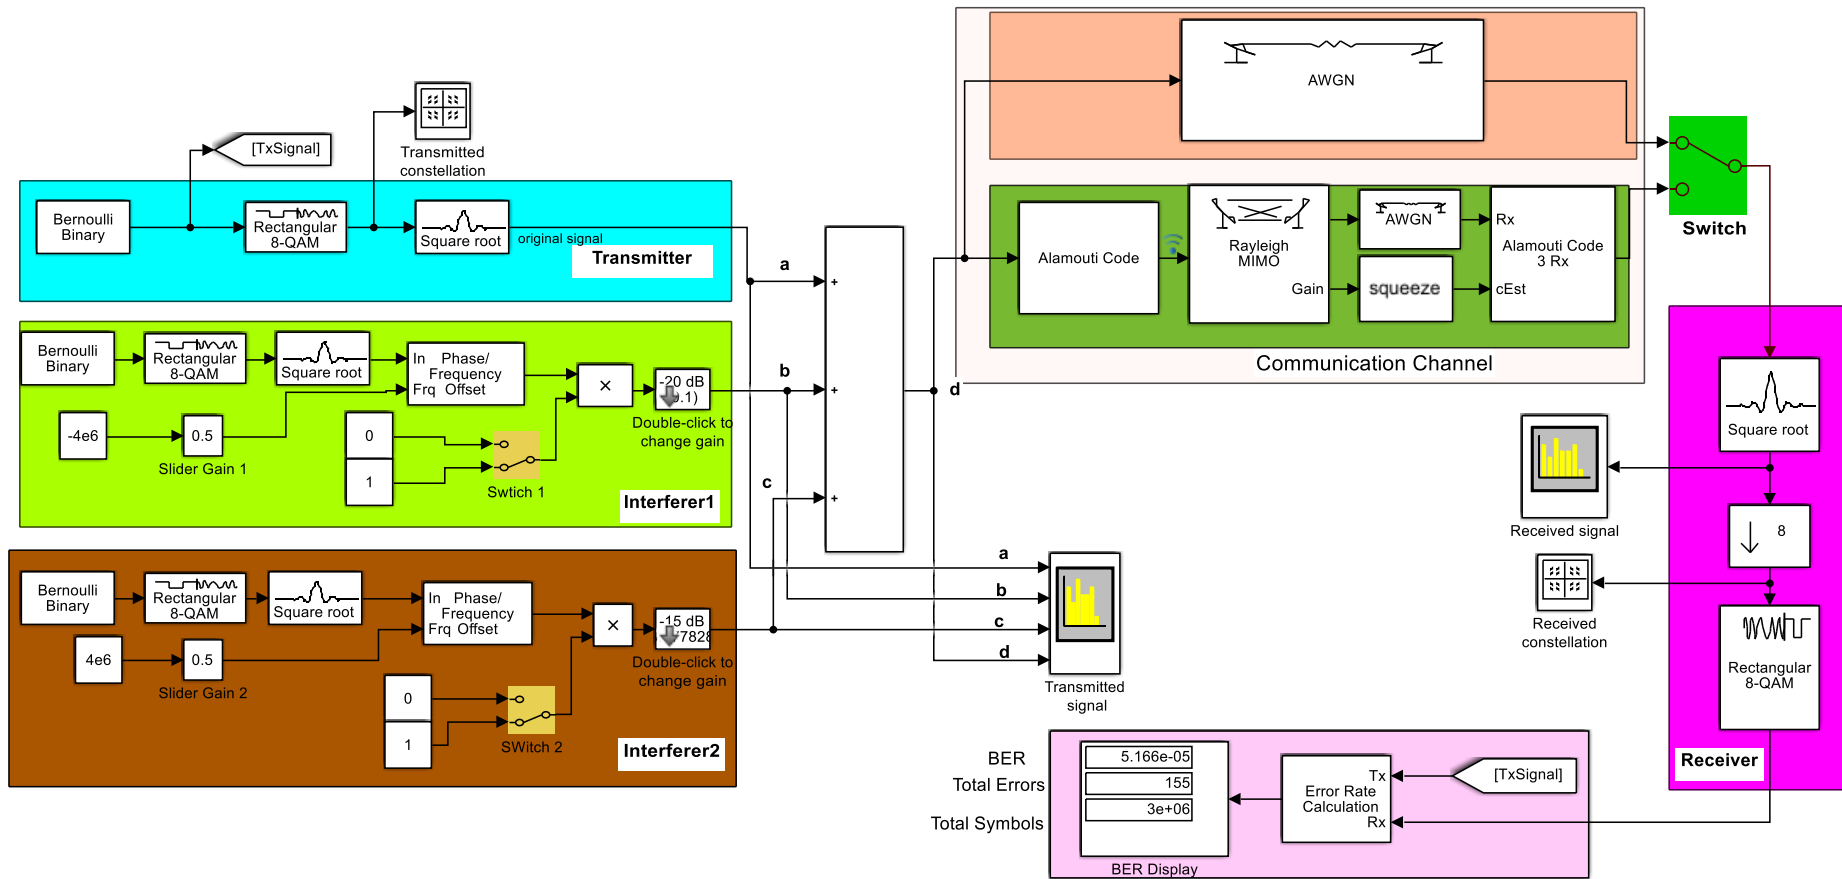 AWGN
[TxSignal]
Transmitted
constellation
Bernoulli
Binary
Rectangular
8-QAM
Square root
original signal
Transmitter
a
+
Bernoulli
Binary
Rectangular
8-QAM
Square root
In Phase/
Frequency
Frq Offset
×
-20 dB
Double-click to
change gain
b
+
-4e6
0.5
Slider Gain 1
0
1
Swtich 1
Interferer1
c
+
d
Bernoulli
Binary
Rectangular
8-QAM
Square root
In Phase/
Frequency
Frq Offset
×
-15 dB
Double-click to
change gain
4e6
0.5
Slider Gain 2
0
1
SWitch 2
Interferer2
a
b
c
d
Transmitted
signal
Alamouti Code
Rayleigh
MIMO
Gain
AWGN
squeeze
Rx
Alamouti Code
3 Rx
cEst
Communication Channel
Switch
Square root
Received signal
8
Received
constellation
Rectangular
8-QAM
Receiver
BER
Total Errors
Total Symbols
5.166e-05
155
3e+06
BER Display
Tx
Error Rate
Calculation
Rx
[TxSignal]